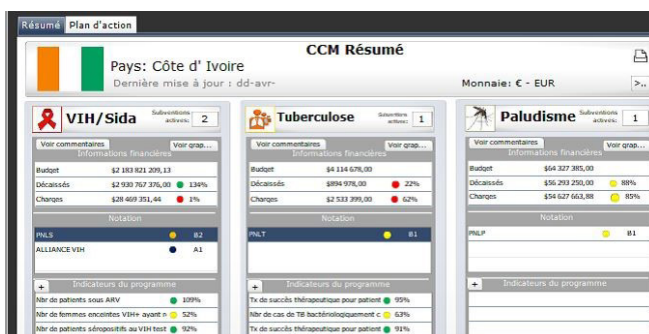 Résumé Plan d'action
CCM Résumé
Pays: Côte d' Ivoire
Dernière mise à jour : dd-avr-
Monnaie: € - EUR
>..
VIH/Sida
Subventions actives: 2
Voir commentaires
Voir grap...
Informations financières
Budget $2 183 821 209,13
Décaissés $2 930 767 376,00 134%
Charges $28 469 351,44 1%
Notation
PNLS B2
ALLIANCE VIH A1
+ Indicateurs du programme
Nbr de patients sous ARV 109%
Nbr de femmes enceintes VIH+ ayant r 52%
Nbr de patients séropositifs au VIH test 92%
Tuberculose
Subventions actives: 1
Voir commentaires
Voir grap...
Informations financières
Budget $4 114 678,00
Décaissés $894 978,00 22%
Charges $2 533 399,00 62%
Notation
PNLT B1
+ Indicateurs du programme
Tx de succès thérapeutique pour patient 95%
Nbr de cas de TB bactériologiquement c 63%
Tx de succès thérapeutique pour patient 91%
Paludisme
Subventions actives: 1
Voir commentaires
Voir grap...
Informations financières
Budget $64 327 385,00
Décaissés $56 293 250,00 88%
Charges $54 627 663,88 85%
Notation
PNLP B1
+ Indicateurs du programme